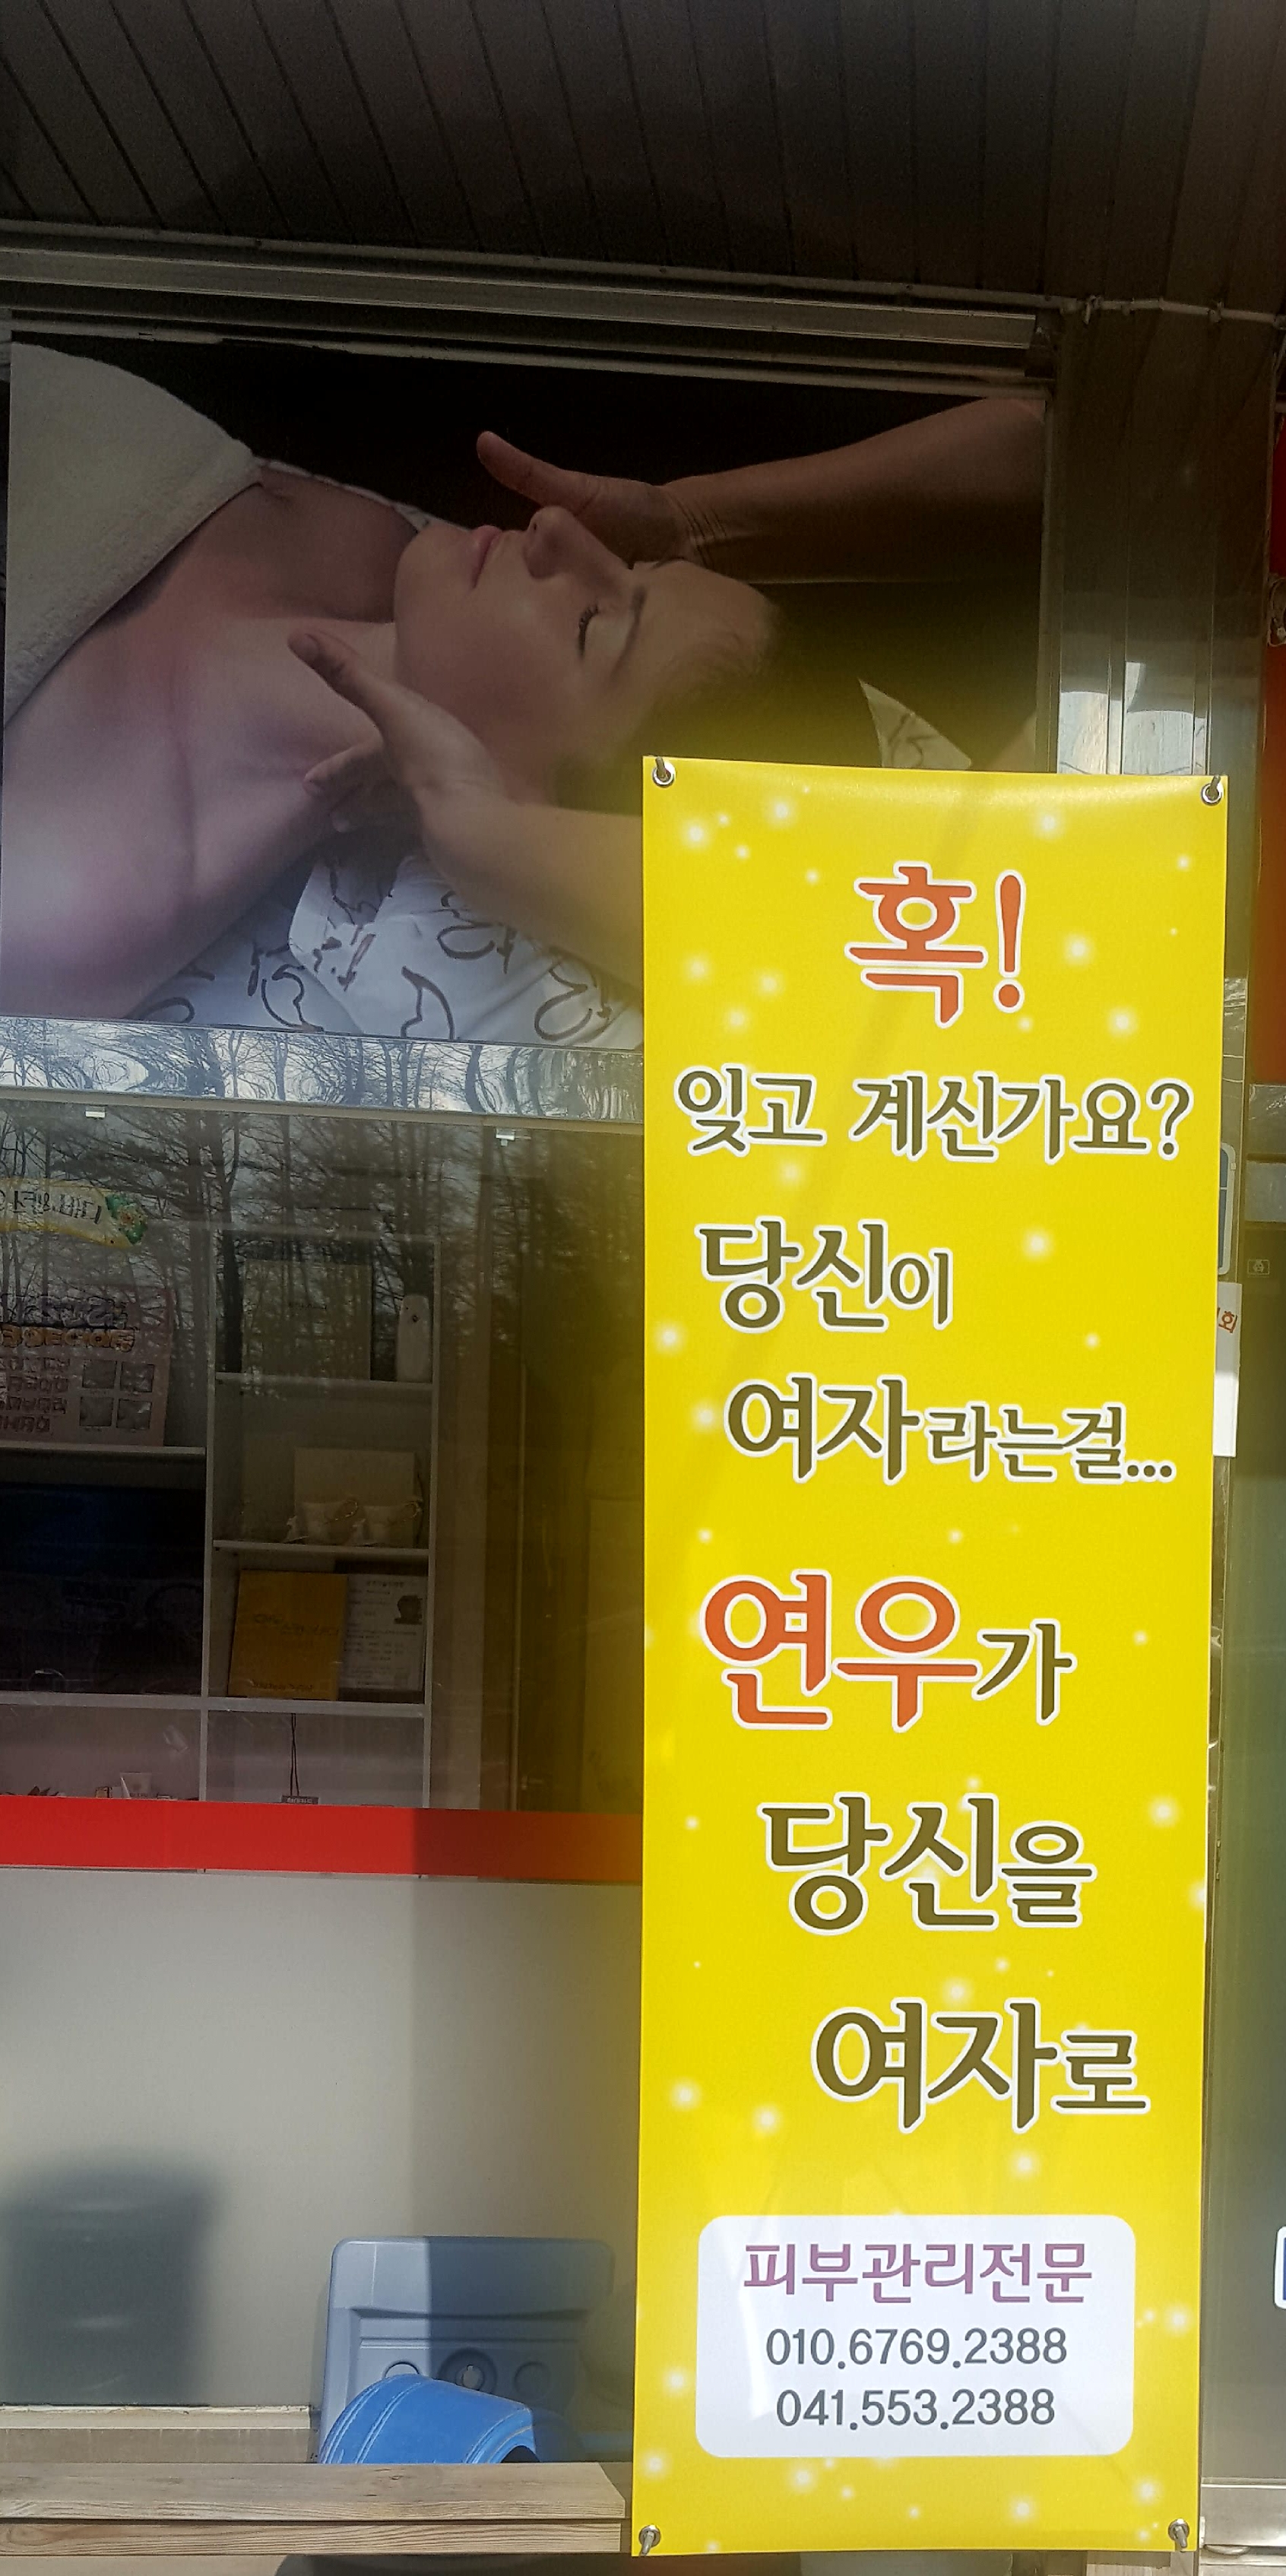 혹!
잊고 계신가요?
당신이
여자라는걸...
연우가
당신을
여자로
피부관리전문
010.6769.2388
041.553.2388